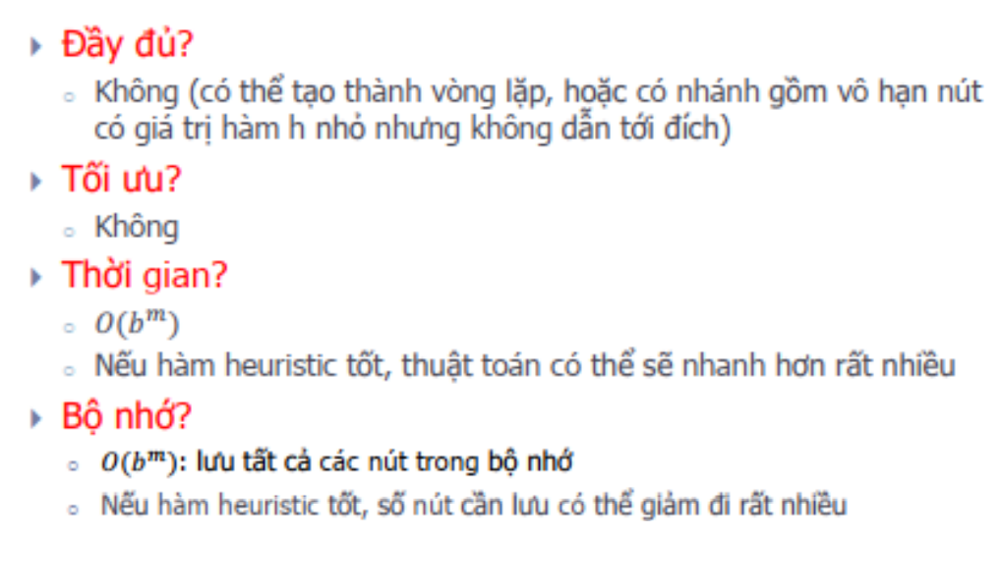 Đầy đủ?
Không (có thể tạo thành vòng lặp, hoặc có nhánh gồm vô hạn nút
có giá trị hàm h nhỏ nhưng không dẫn tới đích)
Tối ưu?
Không
Thời gian?
O(b^m)
Nếu hàm heuristic tốt, thuật toán có thể sẽ nhanh hơn rất nhiều
Bộ nhớ?
O(b^m): lưu tất cả các nút trong bộ nhớ
Nếu hàm heuristic tốt, số nút cần lưu có thể giảm đi rất nhiều